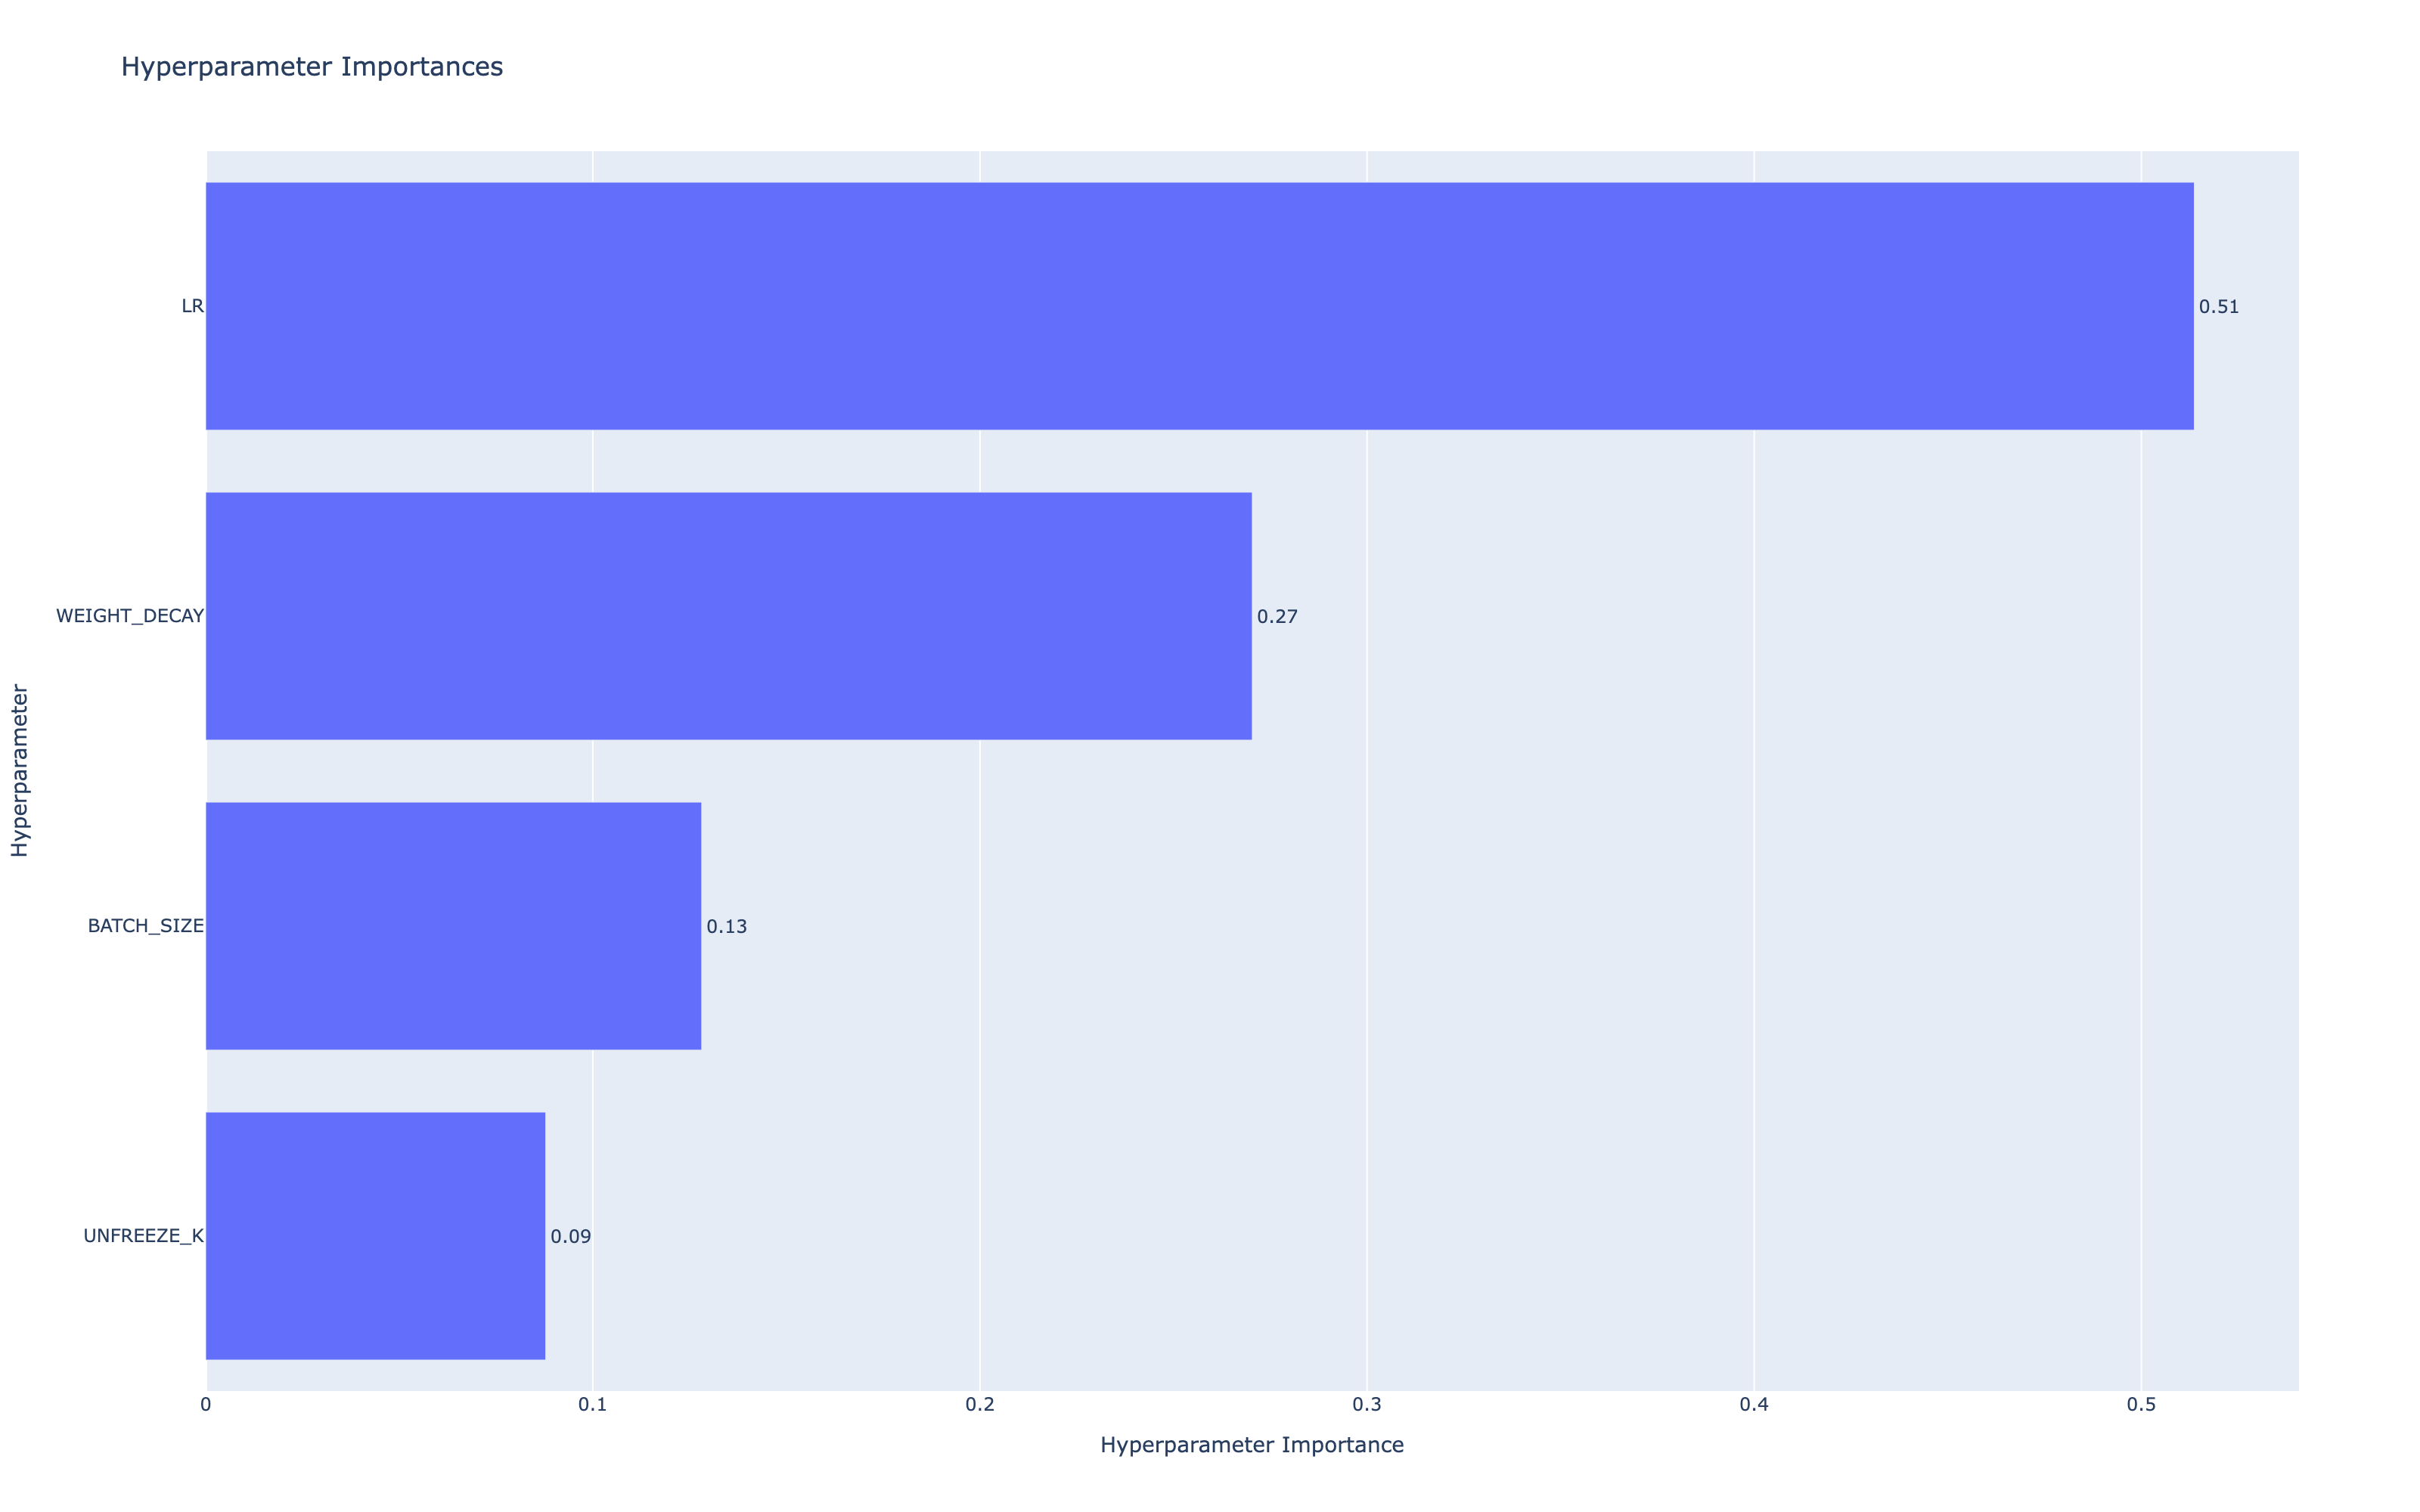 Hyperparameter Importances
Hyperparameter
LR
0.51
WEIGHT_DECAY
0.27
BATCH_SIZE
0.13
UNFREEZE_K
0.09
0 0.1 0.2 0.3 0.4 0.5
Hyperparameter Importance